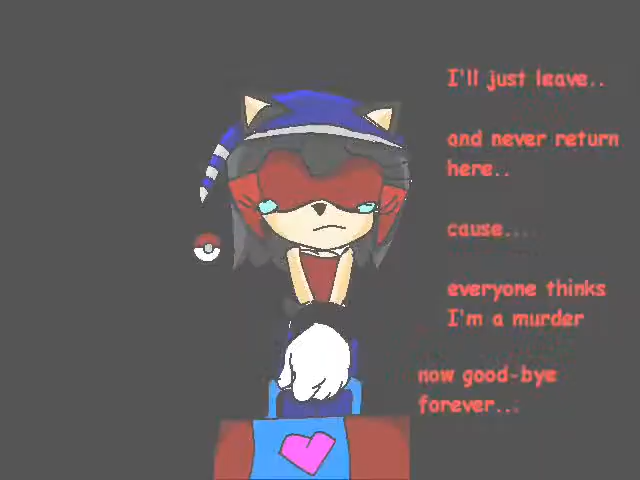 I'll just leave..
and never return
here..
cause....
everyone thinks
I'm a murder
now good-bye
forever...